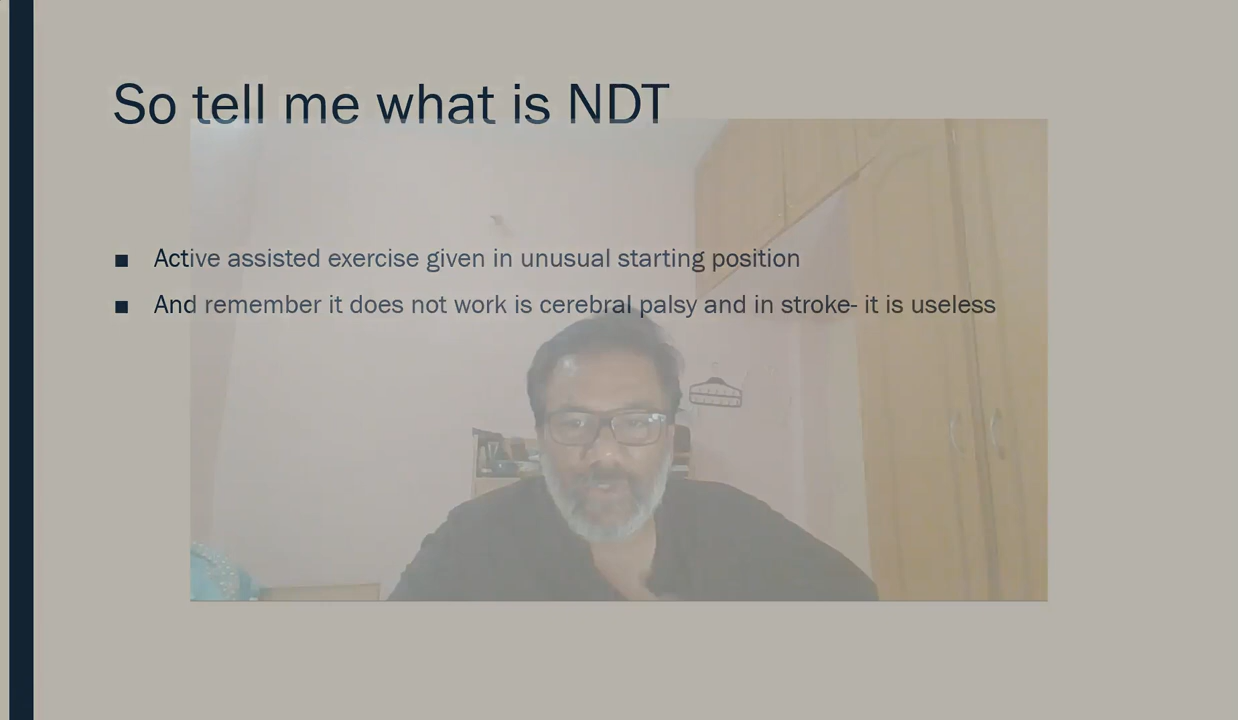 So tell me what is NDT
▪ Active assisted exercise given in unusual starting position
▪ And remember it does not work is cerebral palsy and in stroke- it is useless